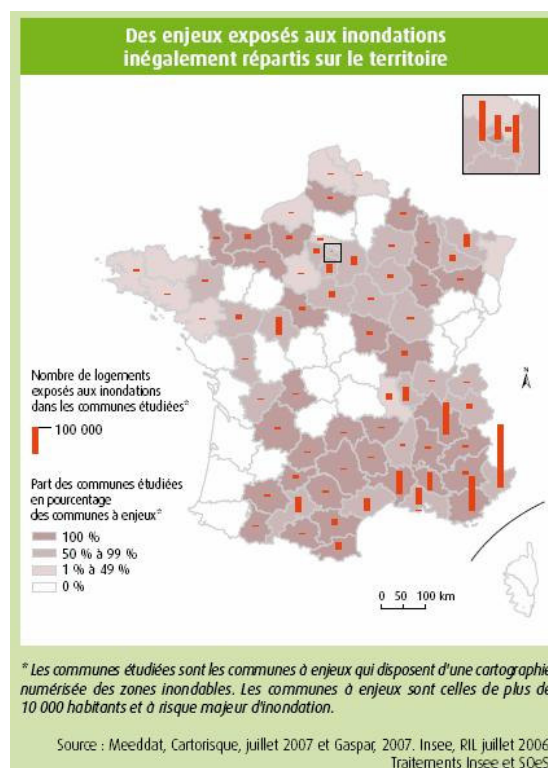 Des enjeux exposés aux inondations
inégalement répartis sur le territoire
N
Nombre de logements
exposés aux inondations
dans les communes étudiées*
100 000
Part des communes étudiées
en pourcentage
des communes à enjeux*
100 %
50 % à 99 %
1 % à 49 %
0 %
0 50 100 km
* Les communes étudiées sont les communes à enjeux qui disposent d'une cartographie
numérisée des zones inondables. Les communes à enjeux sont celles de plus de
10 000 habitants et à risque majeur d'inondation.
Source : Meeddat, Cartorisque, juillet 2007 et Gaspar, 2007. Insee, RIL juillet 2006
Traitements Insee et SOeS